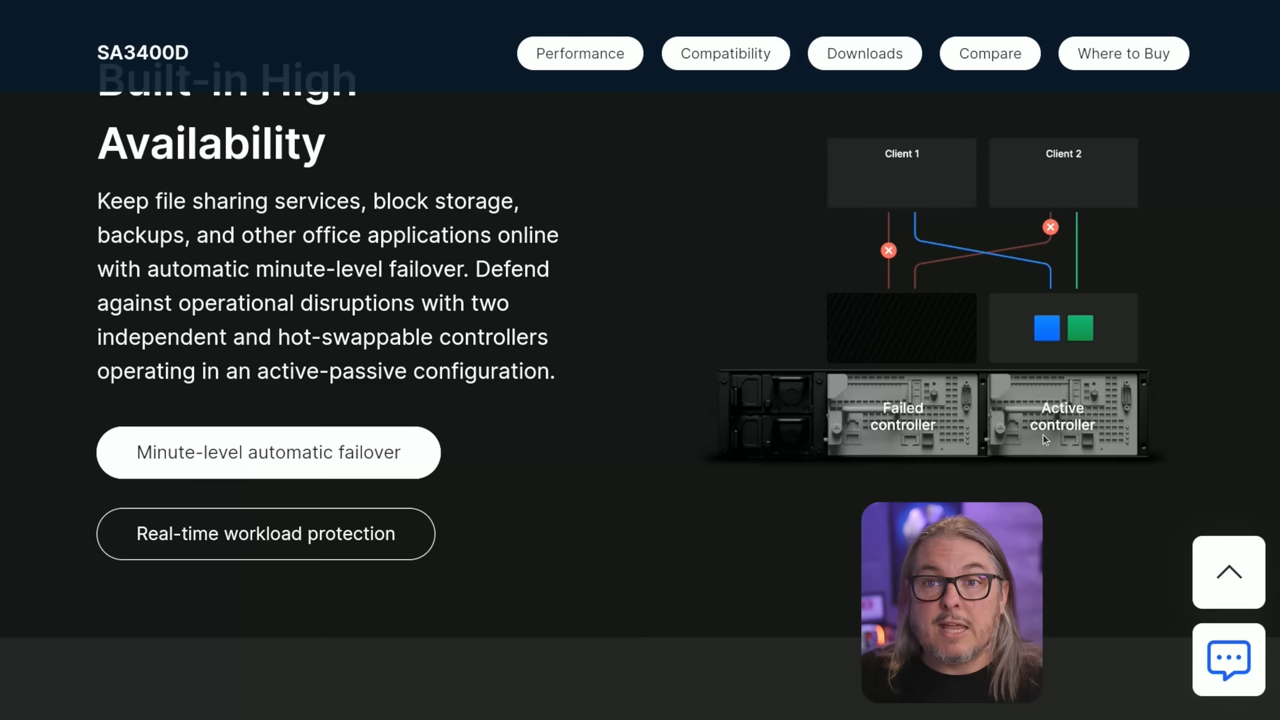 SA3400D
Performance
Compatibility
Downloads
Compare
Where to Buy
Built-in High
Availability
Keep file sharing services, block storage,
backups, and other office applications online
with automatic minute-level failover. Defend
against operational disruptions with two
independent and hot-swappable controllers
operating in an active-passive configuration.
Minute-level automatic failover
Real-time workload protection
Client 1
Client 2
Failed
controller
Active
controller